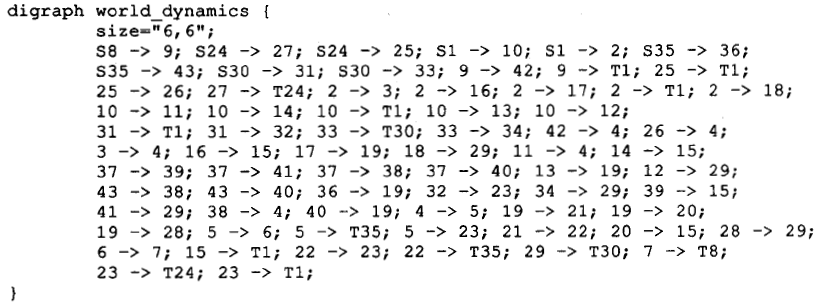 digraph world_dynamics {
size="6,6";
S8 -> 9; S24 -> 27; S24 -> 25; S1 -> 10; S1 -> 2; S35 -> 36;
S35 -> 43; S30 -> 31; S30 -> 33; 9 -> 42; 9 -> T1; 25 -> T1;
25 -> 26; 27 -> T24; 2 -> 3; 2 -> 16; 2 -> 17; 2 -> T1; 2 -> 18;
10 -> 11; 10 -> 14; 10 -> T1; 10 -> 13; 10 -> 12;
31 -> T1; 31 -> 32; 33 -> T30; 33 -> 34; 42 -> 4; 26 -> 4;
3 -> 4; 16 -> 15; 17 -> 19; 18 -> 29; 11 -> 4; 14 -> 15;
37 -> 39; 37 -> 41; 37 -> 38; 37 -> 40; 13 -> 19; 12 -> 29;
43 -> 38; 43 -> 40; 36 -> 19; 32 -> 23; 34 -> 29; 39 -> 15;
41 -> 29; 38 -> 4; 40 -> 19; 4 -> 5; 19 -> 21; 19 -> 20;
19 -> 28; 5 -> 6; 5 -> T35; 5 -> 23; 21 -> 22; 20 -> 15; 28 -> 29;
6 -> 7; 15 -> T1; 22 -> 23; 22 -> T35; 29 -> T30; 7 -> T8;
23 -> T24; 23 -> T1;
}